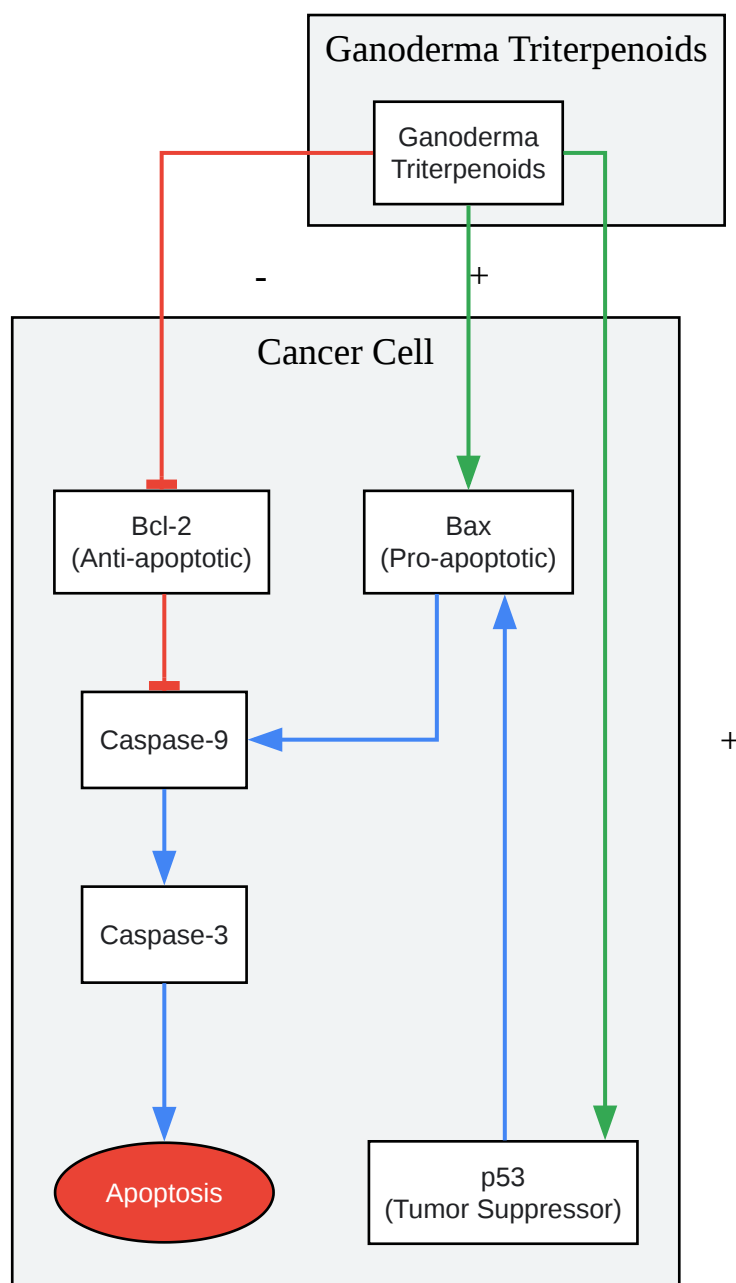 Ganoderma Triterpenoids
Ganoderma
Triterpenoids
-
+
Cancer Cell
Bcl-2
(Anti-apoptotic)
Bax
(Pro-apoptotic)
Caspase-9
+
Caspase-3
Apoptosis
p53
(Tumor Suppressor)